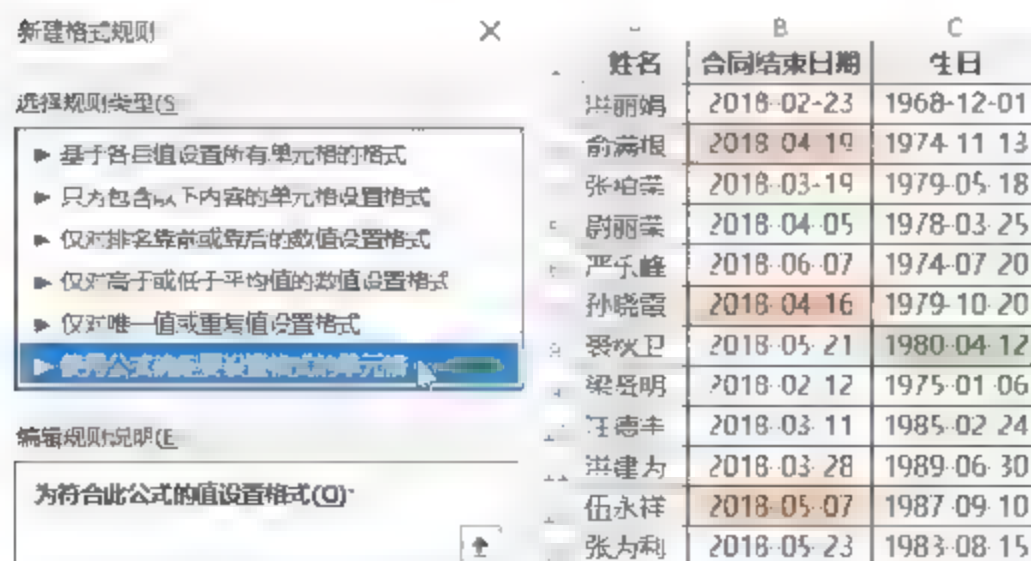 新建格式规则
选择规则类型(S
► 基于各自值设置所有单元格的格式
► 只为包含以下内容的单元格设置格式
► 仅对排名靠前或靠后的数值设置格式
► 仅对高于或低于平均值的数值设置格式
► 仅对唯一值或重复值设置格式
► 使用公式确定要设置格式的单元格
编辑规则说明(E
为符合此公式的值设置格式(O)
B C
姓名 合同结束日期 生日
洪丽娟 2018-02-23 1968-12-01
俞满根 2018-04-19 1974-11-13
张柏荣 2018-03-19 1979-05-18
尉丽荣 2018-04-05 1978-03-25
严乐峰 2018-06-07 1974-07-20
孙晓霞 2018-04-16 1979-10-20
2018-05-21 1980-04-12
梁贤明 2018-02-12 1975-01-06
汪德丰 2018-03-11 1985-02-24
洪建为 2018-03-28 1989-06-30
伍永祥 2018-05-07 1987-09-10
张为利 2018-05-23 1983-08-15